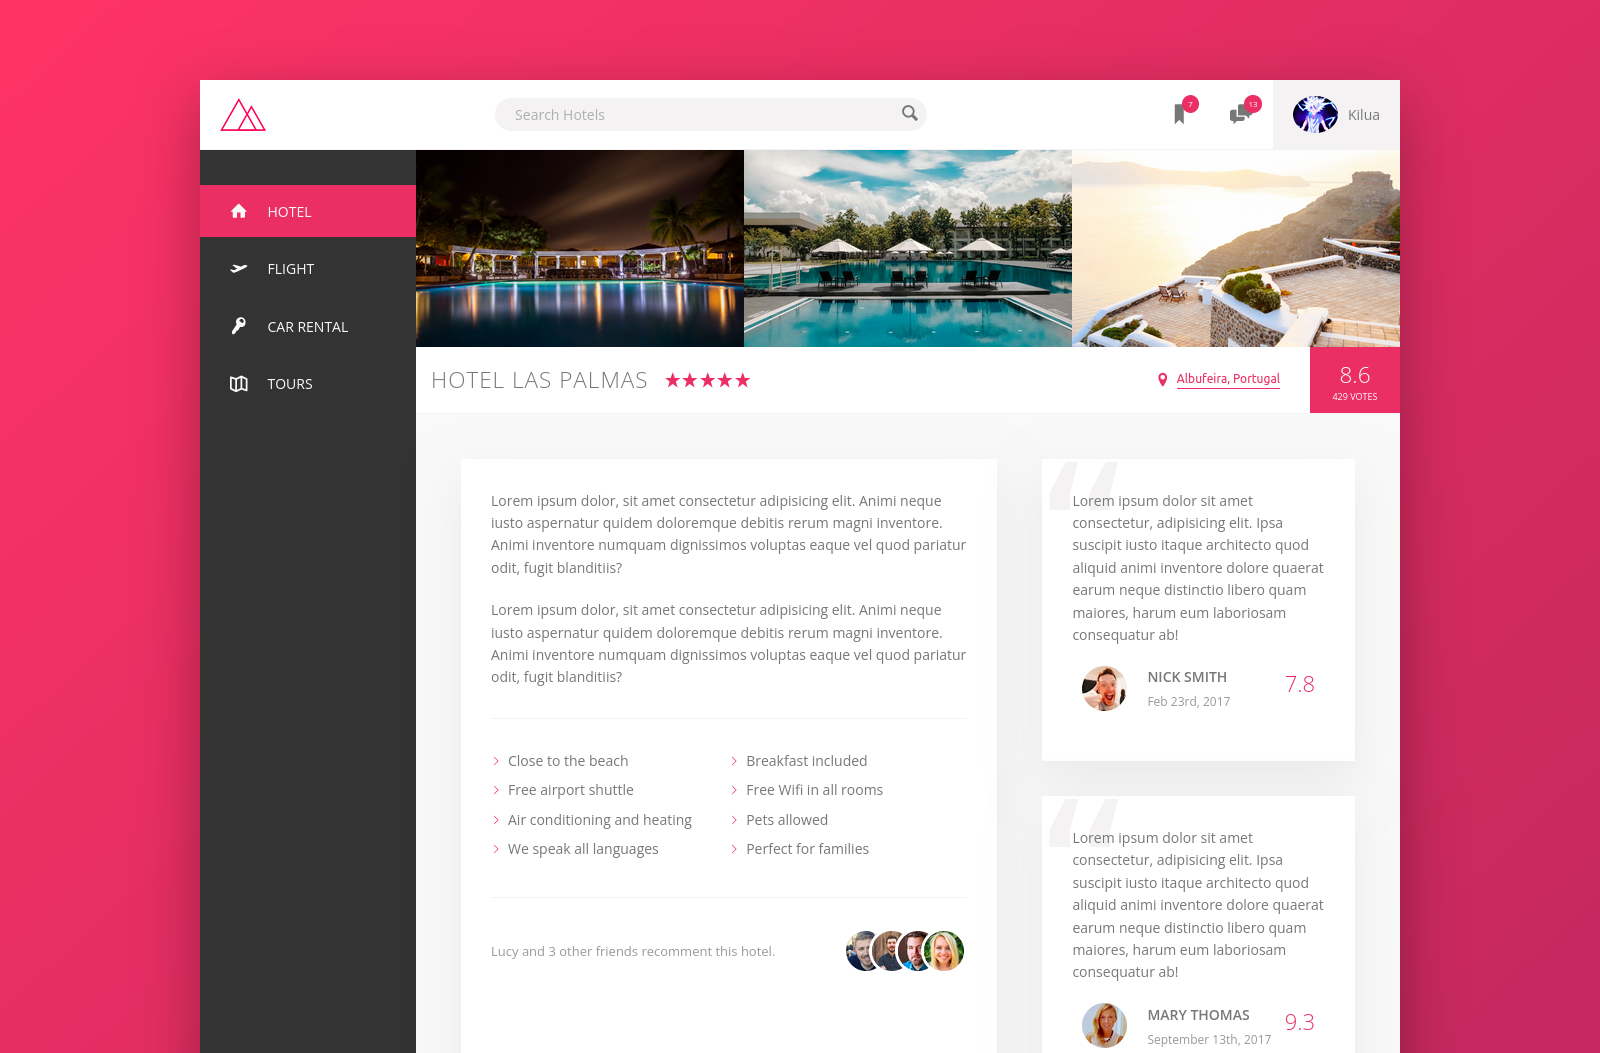 Search Hotels
7
13
Kilua
HOTEL
FLIGHT
CAR RENTAL
TOURS
HOTEL LAS PALMAS
Albufeira, Portugal
8.6
429 VOTES
Lorem ipsum dolor, sit amet consectetur adipisicing elit. Animi neque
iusto aspernatur quidem doloremque debitis rerum magni inventore.
Animi inventore numquam dignissimos voluptas eaque vel quod pariatur
odit, fugit blanditiis?
Lorem ipsum dolor, sit amet consectetur adipisicing elit. Animi neque
iusto aspernatur quidem doloremque debitis rerum magni inventore.
Animi inventore numquam dignissimos voluptas eaque vel quod pariatur
odit, fugit blanditiis?
Close to the beach
Free airport shuttle
Air conditioning and heating
We speak all languages
Breakfast included
Free Wifi in all rooms
Pets allowed
Perfect for families
Lucy and 3 other friends recomment this hotel.
“
Lorem ipsum dolor sit amet
consectetur, adipisicing elit. Ipsa
suscipit iusto itaque architecto quod
aliquid animi inventore dolore quaerat
earum neque distinctio libero quam
maiores, harum eum laboriosam
consequatur ab!
NICK SMITH
Feb 23rd, 2017
7.8
“
Lorem ipsum dolor sit amet
consectetur, adipisicing elit. Ipsa
suscipit iusto itaque architecto quod
aliquid animi inventore dolore quaerat
earum neque distinctio libero quam
maiores, harum eum laboriosam
consequatur ab!
MARY THOMAS
September 13th, 2017
9.3